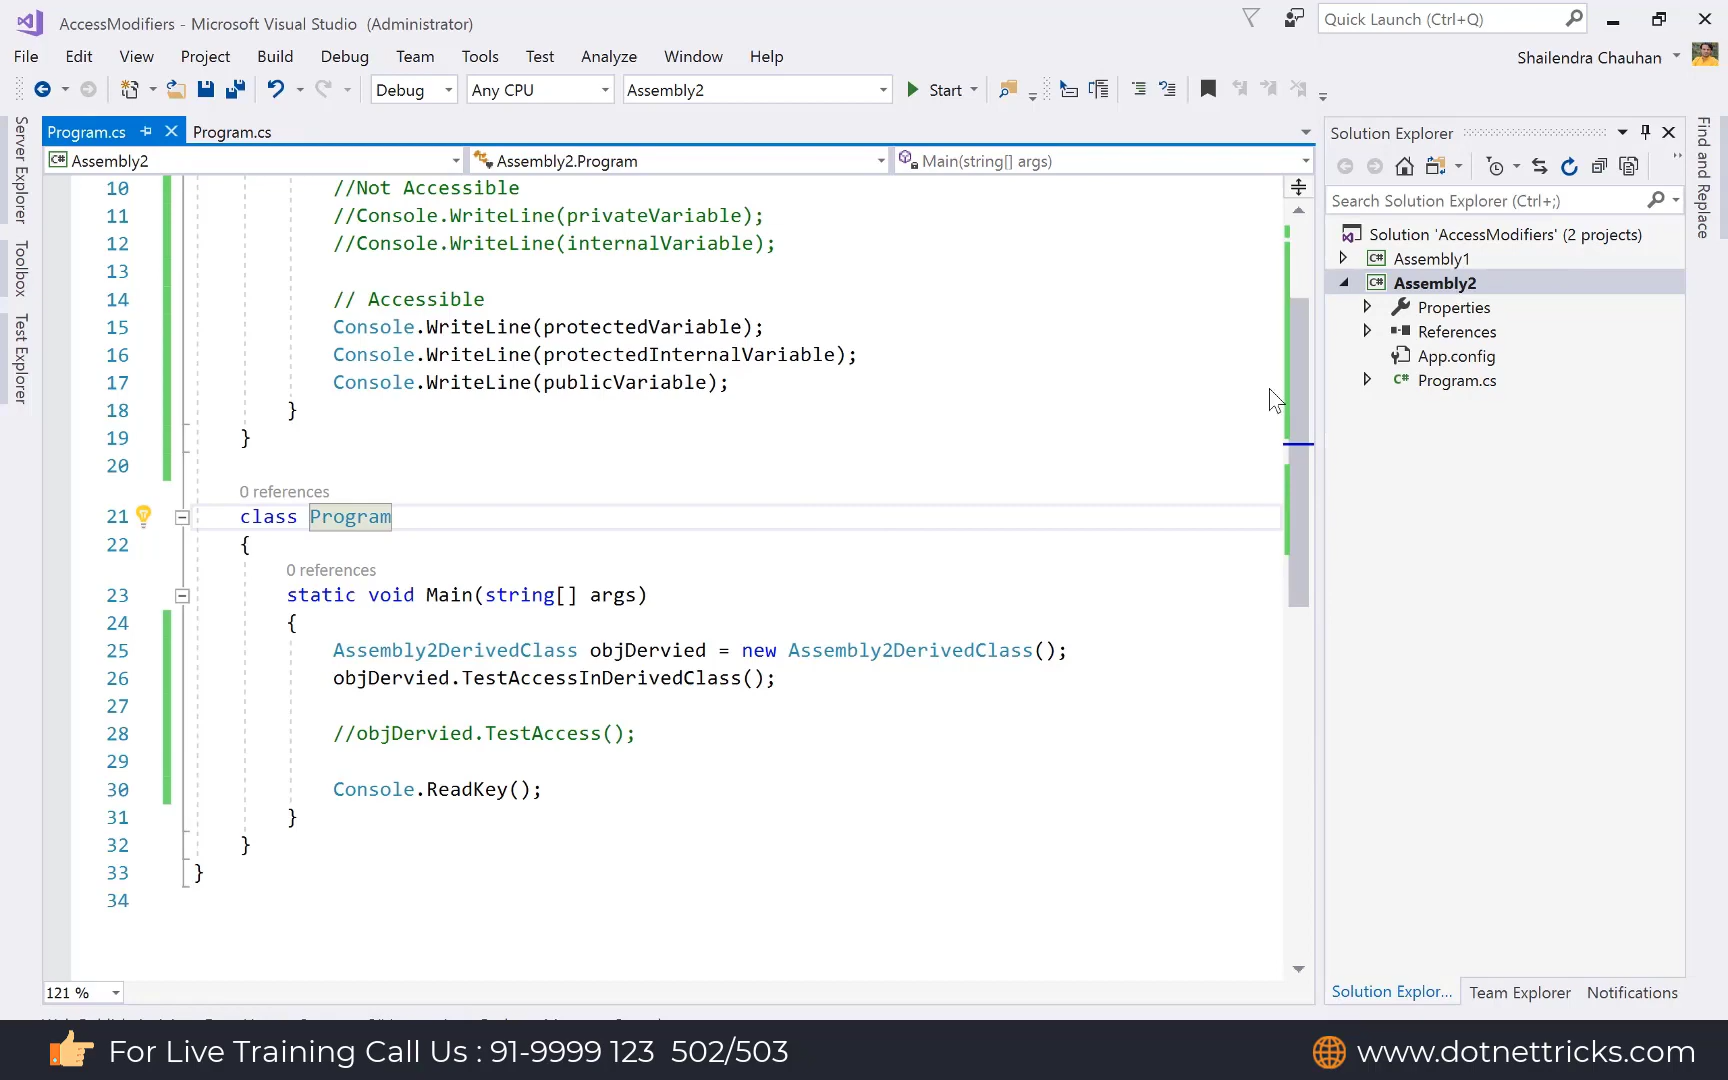 AccessModifiers - Microsoft Visual Studio (Administrator)
Quick Launch (Ctrl+Q)
File Edit View Project Build Debug Team Tools Test Analyze Window Help
Shailendra Chauhan
Debug Any CPU Assembly2 Start
Server Explorer
Toolbox
Test Explorer
Program.cs Program.cs
Assembly2 Assembly2.Program Main(string[] args)
10 //Not Accessible
11 //Console.WriteLine(privateVariable);
12 //Console.WriteLine(internalVariable);
13
14 // Accessible
15 Console.WriteLine(protectedVariable);
16 Console.WriteLine(protectedInternalVariable);
17 Console.WriteLine(publicVariable);
18 }
19 }
20
0 references
21 class Program
22 {
0 references
23 static void Main(string[] args)
24 {
25 Assembly2DerivedClass objDervied = new Assembly2DerivedClass();
26 objDervied.TestAccessInDerivedClass();
27
28 //objDervied.TestAccess();
29
30 Console.ReadKey();
31 }
32 }
33 }
34
121 %
Solution Explorer
Search Solution Explorer (Ctrl+;)
Solution 'AccessModifiers' (2 projects)
C# Assembly1
C# Assembly2
Properties
References
App.config
C# Program.cs
Solution Explor... Team Explorer Notifications
Find and Replace
For Live Training Call Us : 91-9999 123 502/503
www.dotnettricks.com